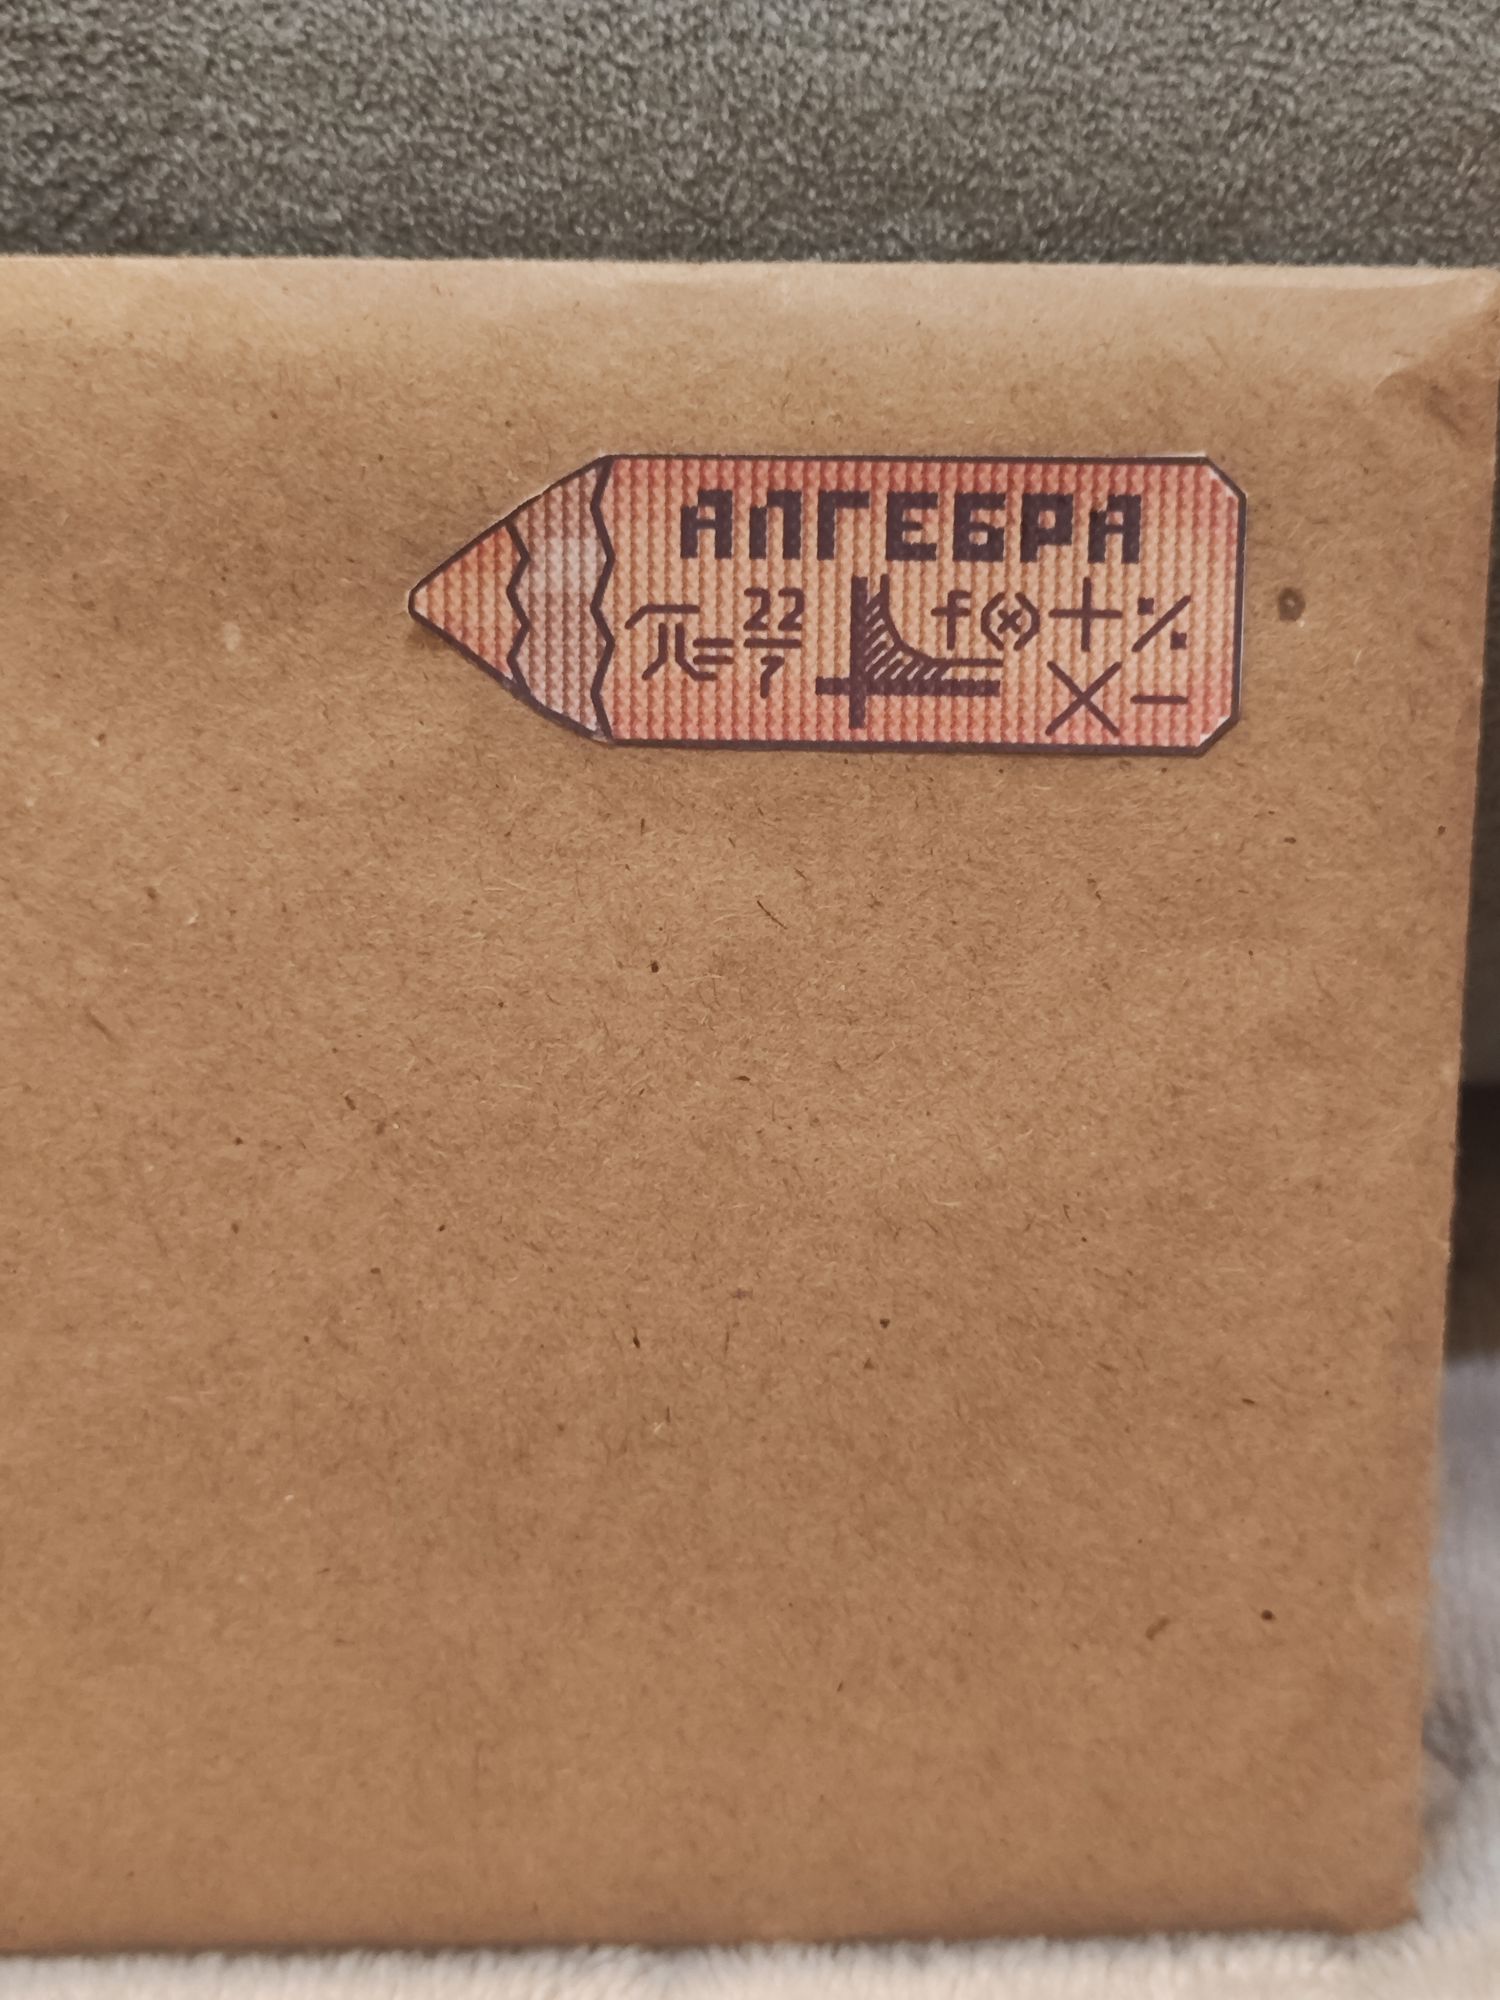 АЛГЕБРА
π = 22/7 f(x) + ÷
× −